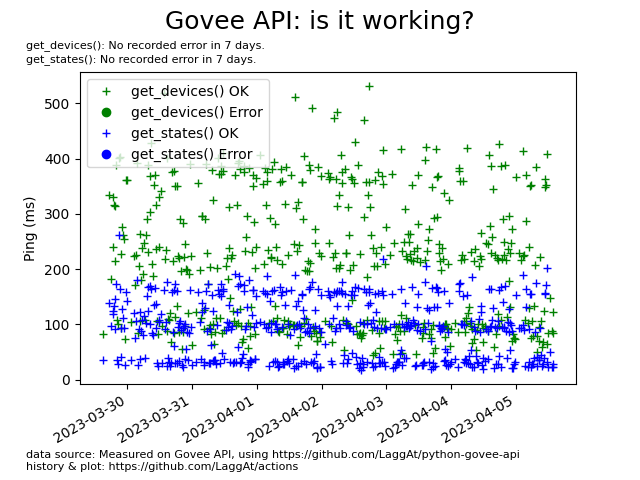 Govee API: is it working?
get_devices(): No recorded error in 7 days.
get_states(): No recorded error in 7 days.
get_devices() OK
get_devices() Error
get_states() OK
get_states() Error
Ping (ms)
500
400
300
200
100
0
2023-03-30
2023-03-31
2023-04-01
2023-04-02
2023-04-03
2023-04-04
2023-04-05
data source: Measured on Govee API, using https://github.com/LaggAt/python-govee-api
history & plot: https://github.com/LaggAt/actions